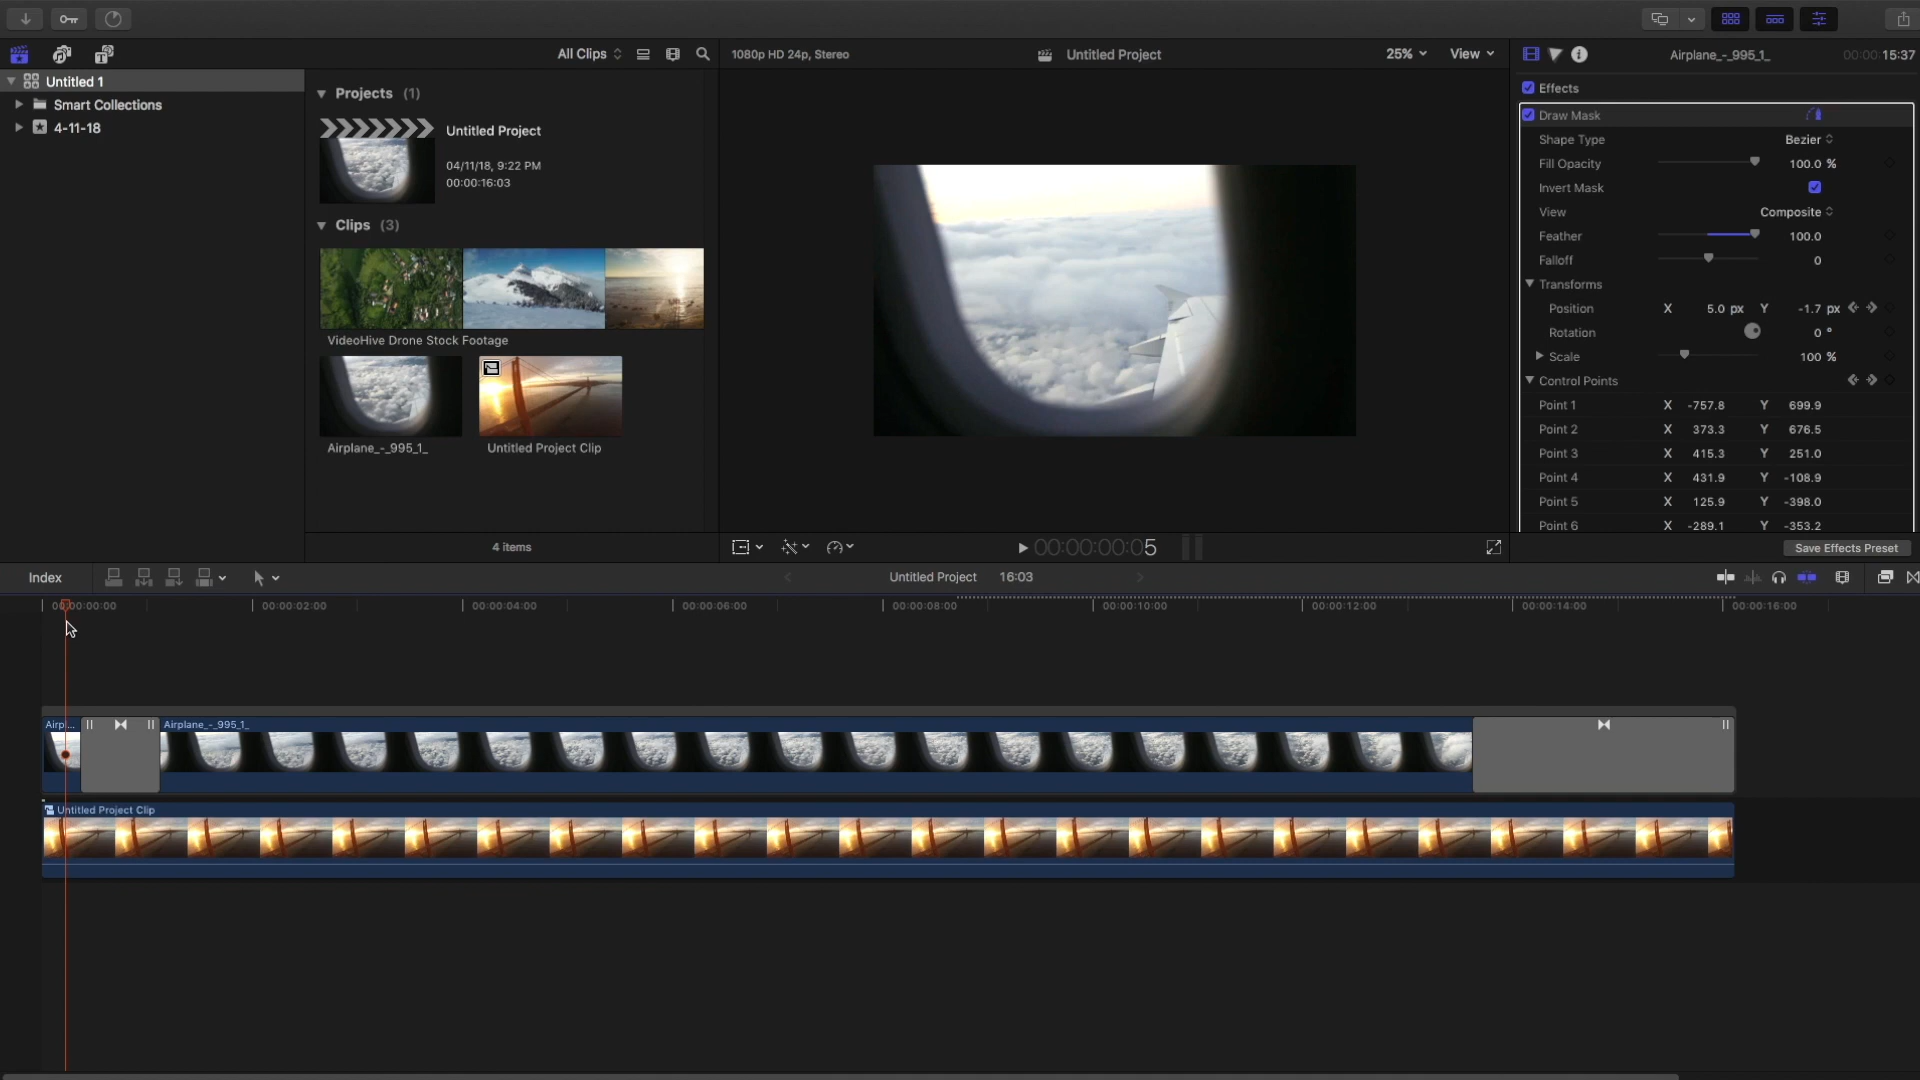 All Clips
1080p HD 24p, Stereo
Untitled Project
25%
View
Airplane_-_995_1_
00:00:15:37
Untitled 1
Smart Collections
4-11-18
Projects (1)
Untitled Project
04/11/18, 9:22 PM
00:00:16:03
Clips (3)
VideoHive Drone Stock Footage
Airplane_-_995_1_
Untitled Project Clip
4 items
Effects
Draw Mask
Shape Type Bezier
Fill Opacity 100.0 %
Invert Mask
View Composite
Feather 100.0
Falloff 0
Transforms
Position X 5.0 px Y -1.7 px
Rotation 0 °
Scale 100 %
Control Points
Point 1 X -757.8 Y 699.9
Point 2 X 373.3 Y 676.5
Point 3 X 415.3 Y 251.0
Point 4 X 431.9 Y -108.9
Point 5 X 125.9 Y -398.0
Point 6 X -289.1 Y -353.2
00:00:00:05
Save Effects Preset
Index
Untitled Project 16:03
00:00:00:00
00:00:02:00
00:00:04:00
00:00:06:00
00:00:08:00
00:00:10:00
00:00:12:00
00:00:14:00
00:00:16:00
Airpl...
Airplane_-_995_1_
Untitled Project Clip